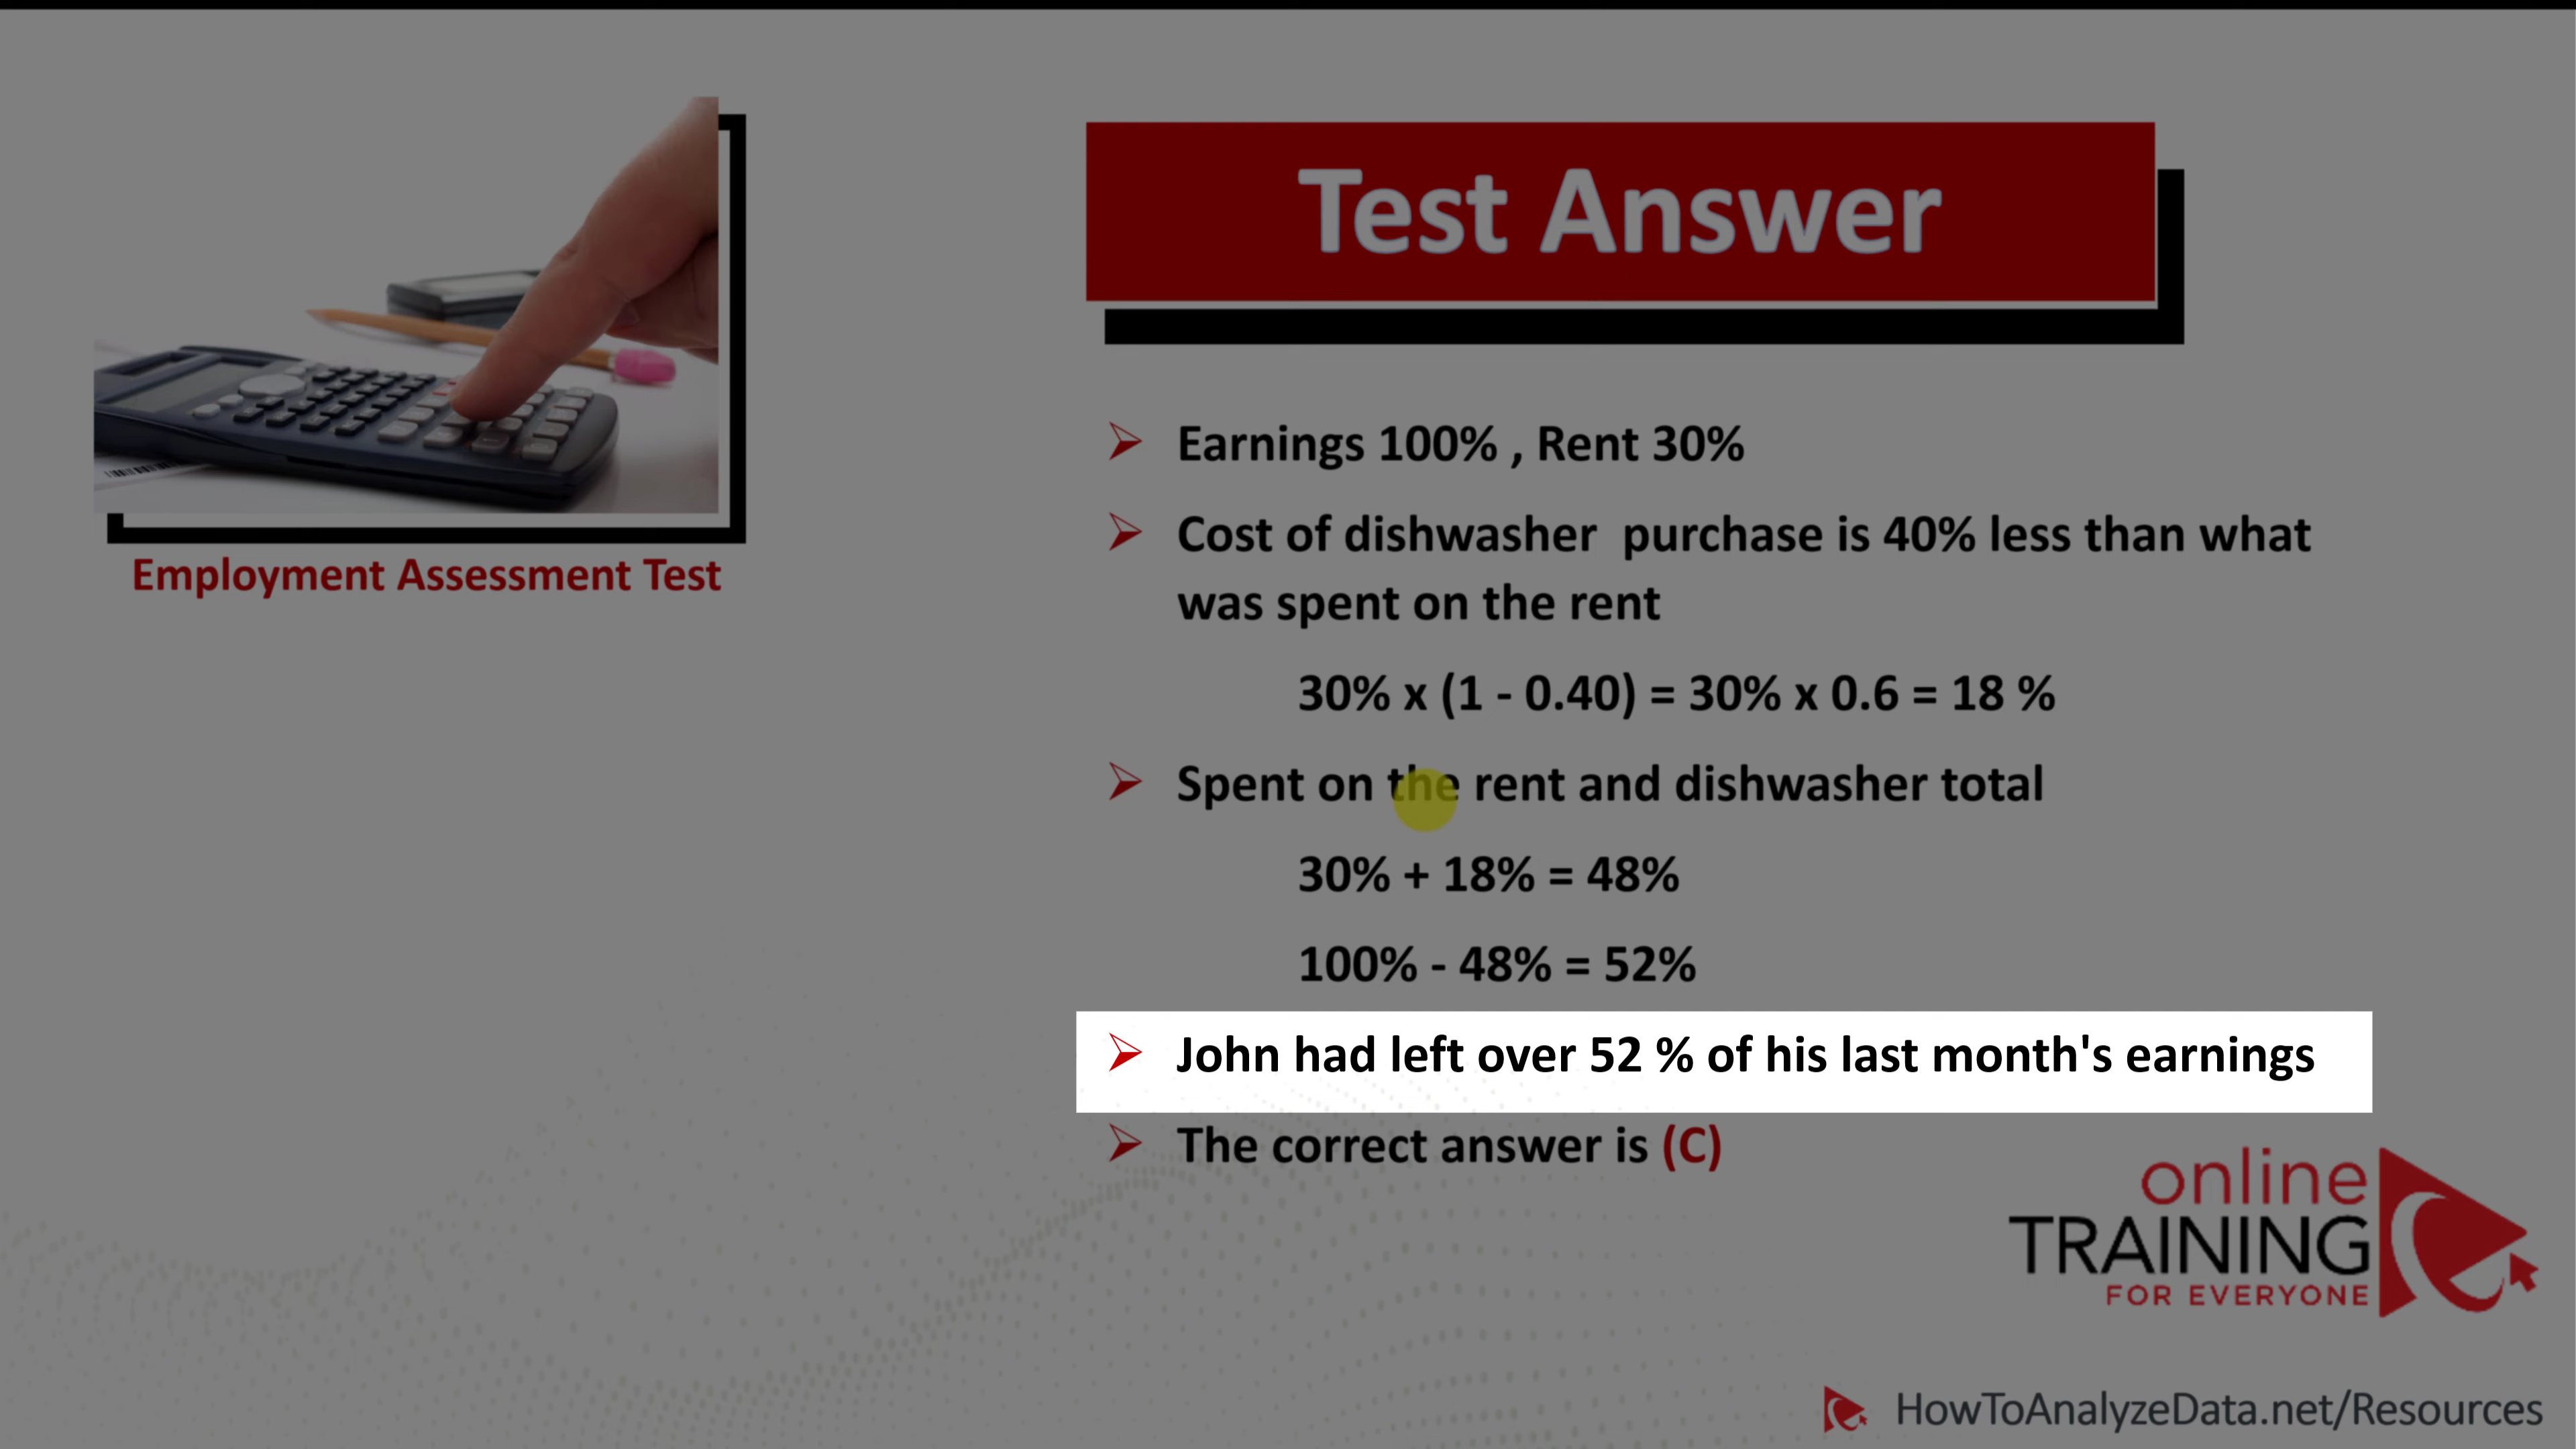 Test Answer
Employment Assessment Test
Earnings 100% , Rent 30%
Cost of dishwasher purchase is 40% less than what
was spent on the rent
30% x (1 - 0.40) = 30% x 0.6 = 18 %
Spent on the rent and dishwasher total
30% + 18% = 48%
100% - 48% = 52%
John had left over 52 % of his last month's earnings
The correct answer is (C)
online
TRAINING
FOR EVERYONE
HowToAnalyzeData.net/Resources